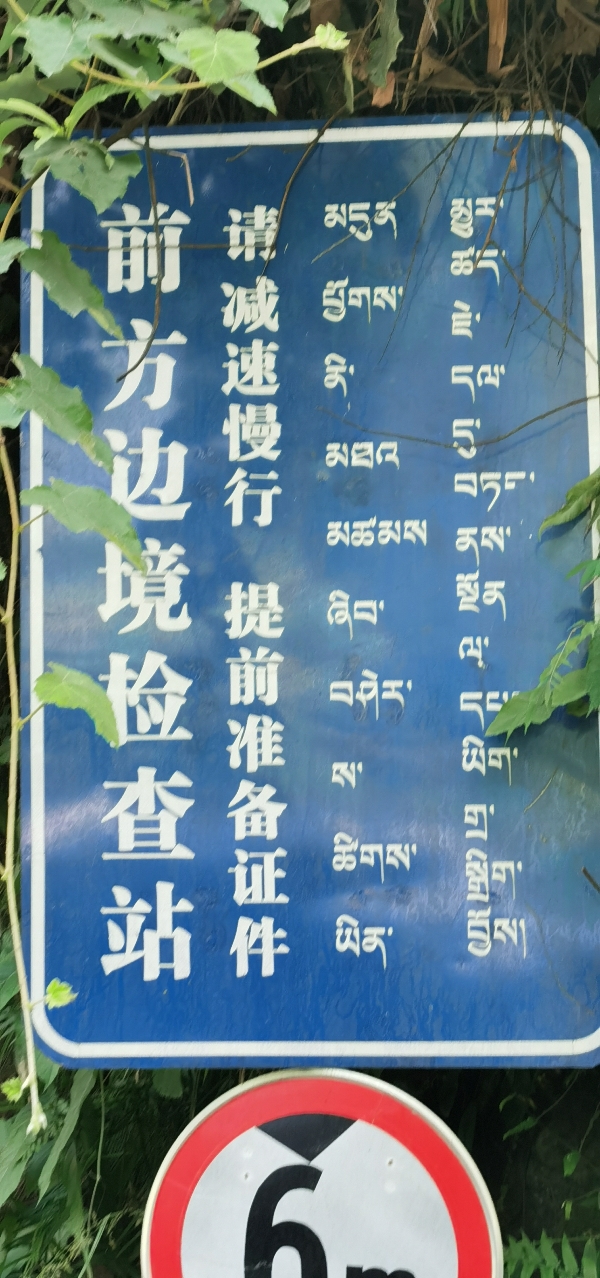 前方边境检查站
请减速慢行 提前准备证件
མདུན་ཕྱོགས་ནི་མཐའ་མཚམས་ཞིབ་བཤེར་ས་ཚིགས་ཡིན་
ཚད་ དལ་དུ་བཏང་ནས་སྔོན་ལ་ ཡིག་གྲ་སྒྲིག་གྱིས།
6m